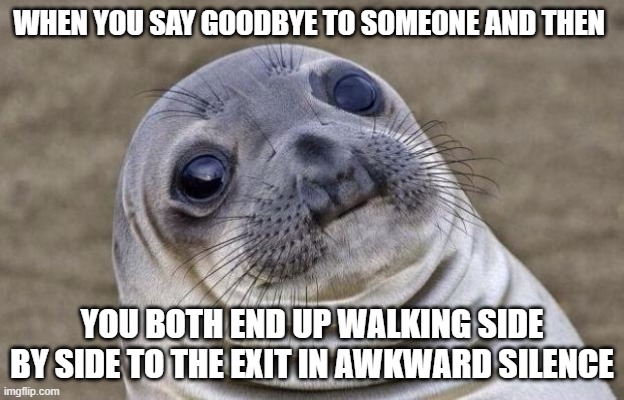 WHEN YOU SAY GOODBYE TO SOMEONE AND THEN
YOU BOTH END UP WALKING SIDE
BY SIDE TO THE EXIT IN AWKWARD SILENCE
imgflip.com